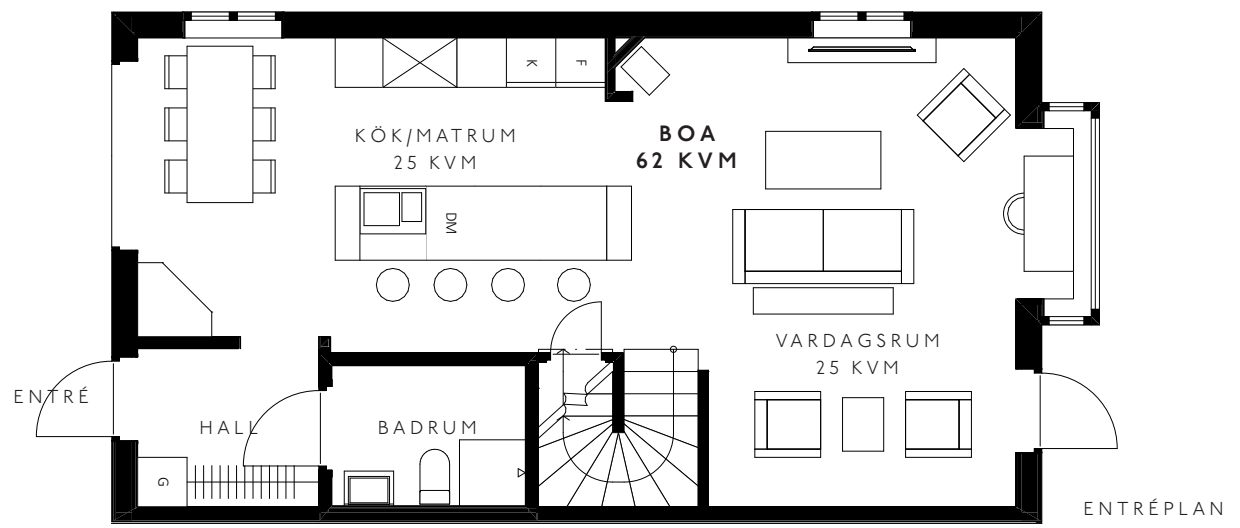 K
F
KÖK/MATRUM
25 KVM
BOA
62 KVM
DM
VARDAGSRUM
25 KVM
ENTRÉ
HALL
BADRUM
G
ENTRÉPLAN